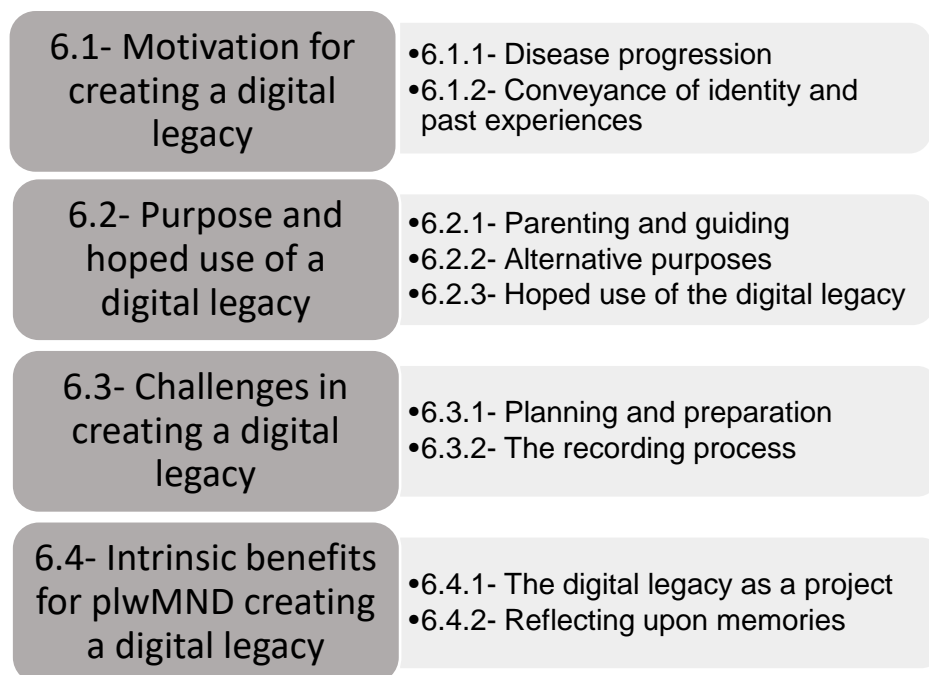 6.1- Motivation for
creating a digital
legacy
•6.1.1- Disease progression
•6.1.2- Conveyance of identity and
past experiences
6.2- Purpose and
hoped use of a
digital legacy
•6.2.1- Parenting and guiding
•6.2.2- Alternative purposes
•6.2.3- Hoped use of the digital legacy
6.3- Challenges in
creating a digital
legacy
•6.3.1- Planning and preparation
•6.3.2- The recording process
6.4- Intrinsic benefits
for plwMND creating
a digital legacy
•6.4.1- The digital legacy as a project
•6.4.2- Reflecting upon memories